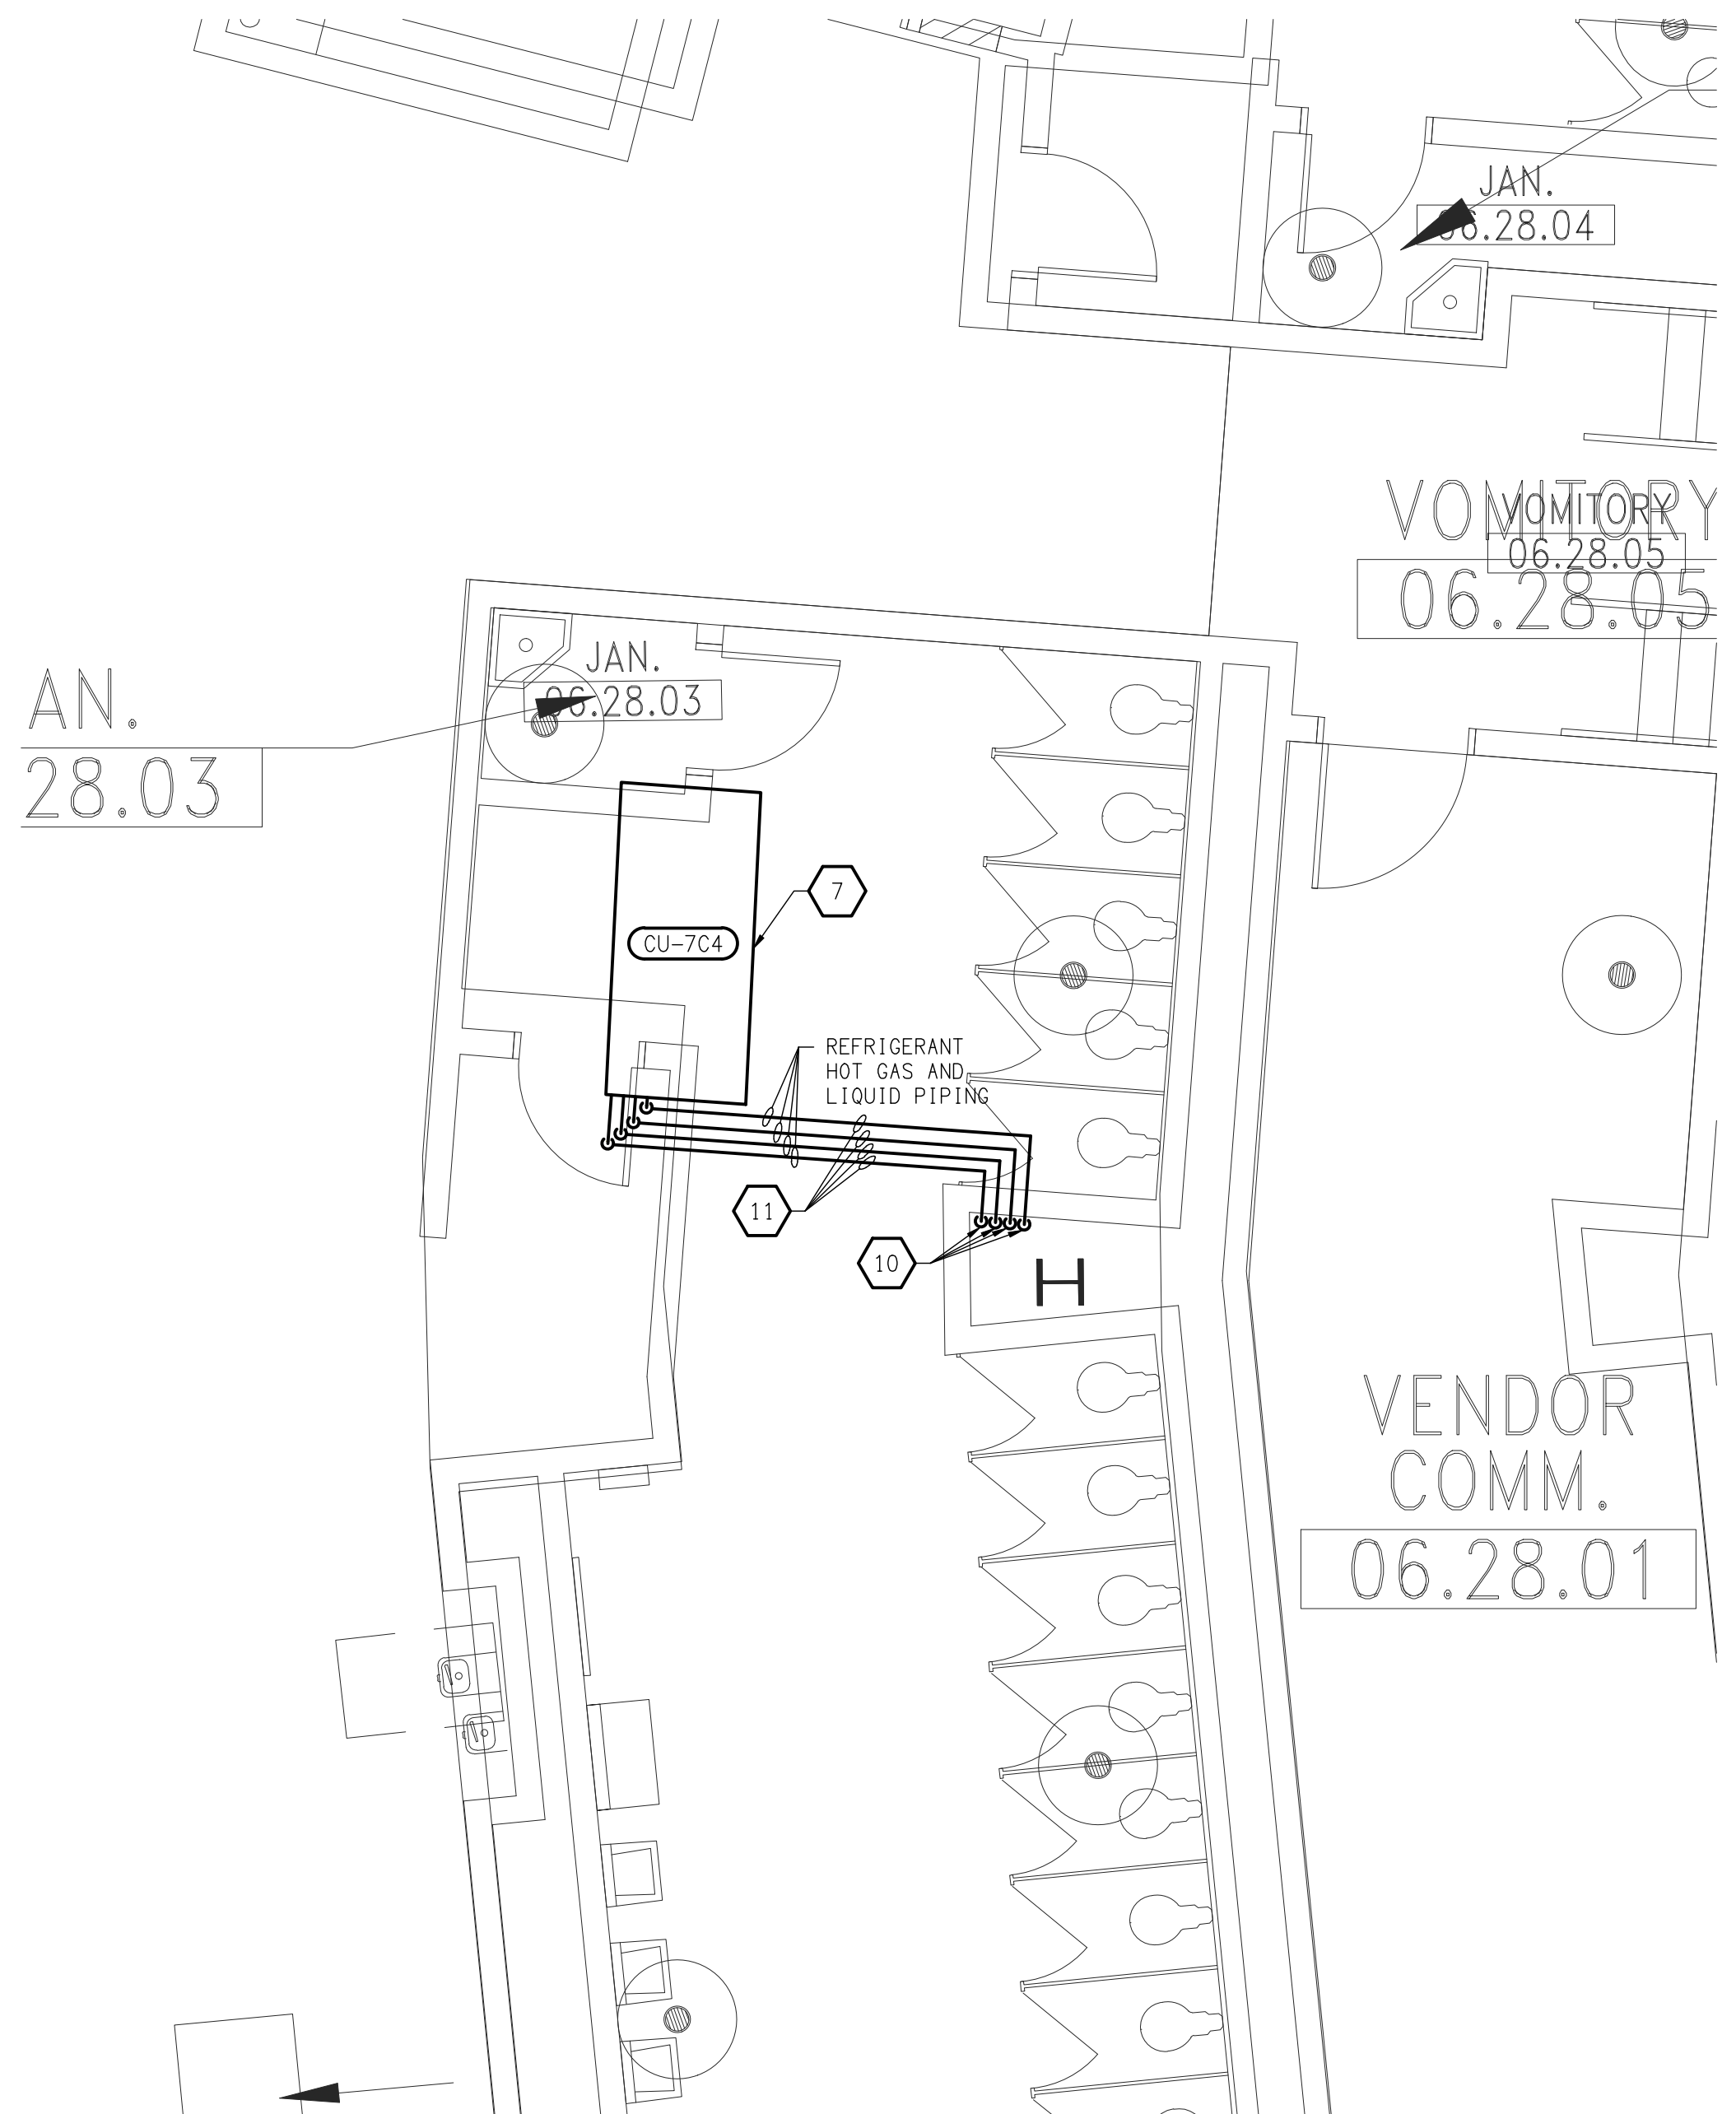 JAN.
06.28.04
VOMITORY
06.28.05
VOMITORY
06.28.05
JAN.
06.28.03
AN.
28.03
7
CU-7C4
REFRIGERANT
HOT GAS AND
LIQUID PIPING
11
10
H
VENDOR
COMM.
06.28.01